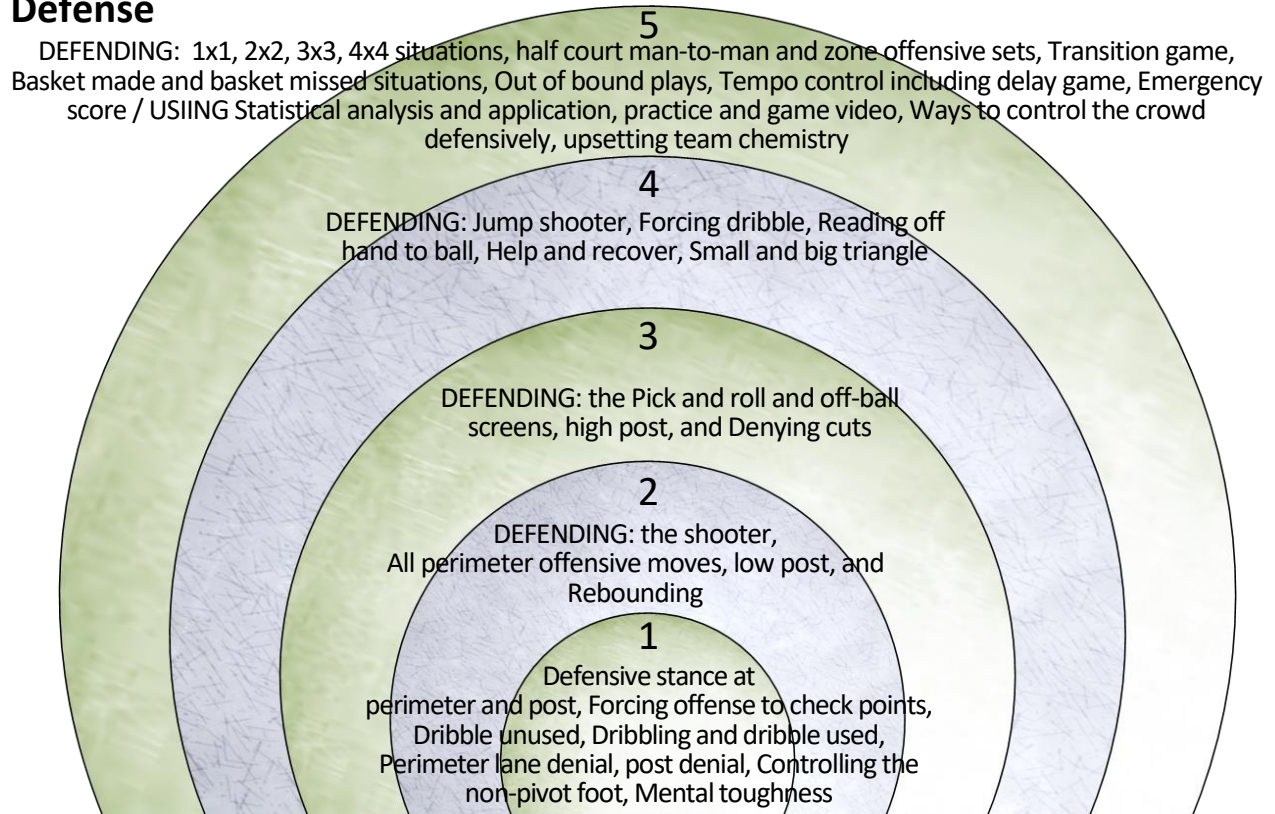 Defense
5
DEFENDING:  1x1, 2x2, 3x3, 4x4 situations, half court man-to-man and zone offensive sets, Transition game,
Basket made and basket missed situations, Out of bound plays, Tempo control including delay game, Emergency
score / USIING Statistical analysis and application, practice and game video, Ways to control the crowd
defensively, upsetting team chemistry
4
DEFENDING: Jump shooter, Forcing dribble, Reading off
hand to ball, Help and recover, Small and big triangle
3
DEFENDING: the Pick and roll and off-ball
screens, high post, and Denying cuts
2
DEFENDING: the shooter,
All perimeter offensive moves, low post, and
Rebounding
1
Defensive stance at
perimeter and post, Forcing offense to check points,
Dribble unused, Dribbling and dribble used,
Perimeter lane denial, post denial, Controlling the
non-pivot foot, Mental toughness